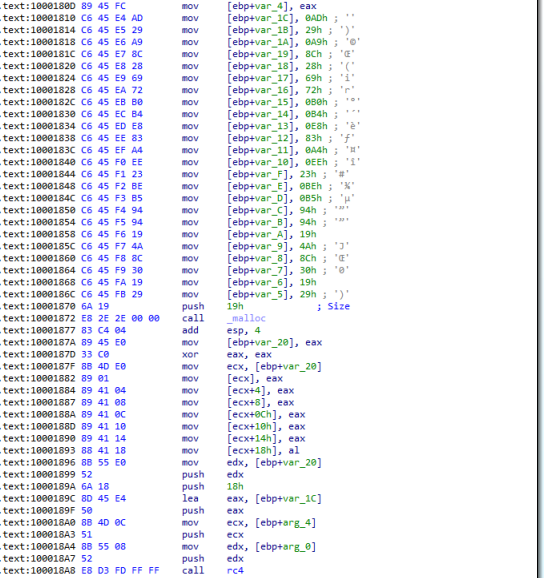 .text:1000180D 89 45 FC mov [ebp+var_4], eax
.text:10001810 C6 45 E4 AD mov [ebp+var_1C], 0ADh ; ''
.text:10001814 C6 45 E5 29 mov [ebp+var_1B], 29h ; ')'
.text:10001818 C6 45 E6 A9 mov [ebp+var_1A], 0A9h ; '©'
.text:1000181C C6 45 E7 8C mov [ebp+var_19], 8Ch ; 'Œ'
.text:10001820 C6 45 E8 28 mov [ebp+var_18], 28h ; '('
.text:10001824 C6 45 E9 69 mov [ebp+var_17], 69h ; 'i'
.text:10001828 C6 45 EA 72 mov [ebp+var_16], 72h ; 'r'
.text:1000182C C6 45 EB B0 mov [ebp+var_15], 0B0h ; '°'
.text:10001830 C6 45 EC B4 mov [ebp+var_14], 0B4h ; '´'
.text:10001834 C6 45 ED E8 mov [ebp+var_13], 0E8h ; 'è'
.text:10001838 C6 45 EE 83 mov [ebp+var_12], 83h ; 'ƒ'
.text:1000183C C6 45 EF A4 mov [ebp+var_11], 0A4h ; '¤'
.text:10001840 C6 45 F0 EE mov [ebp+var_10], 0EEh ; 'î'
.text:10001844 C6 45 F1 23 mov [ebp+var_F], 23h ; '#'
.text:10001848 C6 45 F2 BE mov [ebp+var_E], 0BEh ; '¾'
.text:1000184C C6 45 F3 B5 mov [ebp+var_D], 0B5h ; 'µ'
.text:10001850 C6 45 F4 94 mov [ebp+var_C], 94h ; '”'
.text:10001854 C6 45 F5 94 mov [ebp+var_B], 94h ; '”'
.text:10001858 C6 45 F6 19 mov [ebp+var_A], 19h
.text:1000185C C6 45 F7 4A mov [ebp+var_9], 4Ah ; 'J'
.text:10001860 C6 45 F8 8C mov [ebp+var_8], 8Ch ; 'Œ'
.text:10001864 C6 45 F9 30 mov [ebp+var_7], 30h ; '0'
.text:10001868 C6 45 FA 19 mov [ebp+var_6], 19h
.text:1000186C C6 45 FB 29 mov [ebp+var_5], 29h ; ')'
.text:10001870 6A 19 push 19h ; Size
.text:10001872 E8 2E 2E 00 00 call _malloc
.text:10001877 83 C4 04 add esp, 4
.text:1000187A 89 45 E0 mov [ebp+var_20], eax
.text:1000187D 33 C0 xor eax, eax
.text:1000187F 8B 4D E0 mov ecx, [ebp+var_20]
.text:10001882 89 01 mov [ecx], eax
.text:10001884 89 41 04 mov [ecx+4], eax
.text:10001887 89 41 08 mov [ecx+8], eax
.text:1000188A 89 41 0C mov [ecx+0Ch], eax
.text:1000188D 89 41 10 mov [ecx+10h], eax
.text:10001890 89 41 14 mov [ecx+14h], eax
.text:10001893 88 41 18 mov [ecx+18h], al
.text:10001896 8B 55 E0 mov edx, [ebp+var_20]
.text:10001899 52 push edx
.text:1000189A 6A 18 push 18h
.text:1000189C 8D 45 E4 lea eax, [ebp+var_1C]
.text:1000189F 50 push eax
.text:100018A0 8B 4D 0C mov ecx, [ebp+arg_4]
.text:100018A3 51 push ecx
.text:100018A4 8B 55 08 mov edx, [ebp+arg_0]
.text:100018A7 52 push edx
.text:100018A8 E8 D3 FD FF FF call rc4